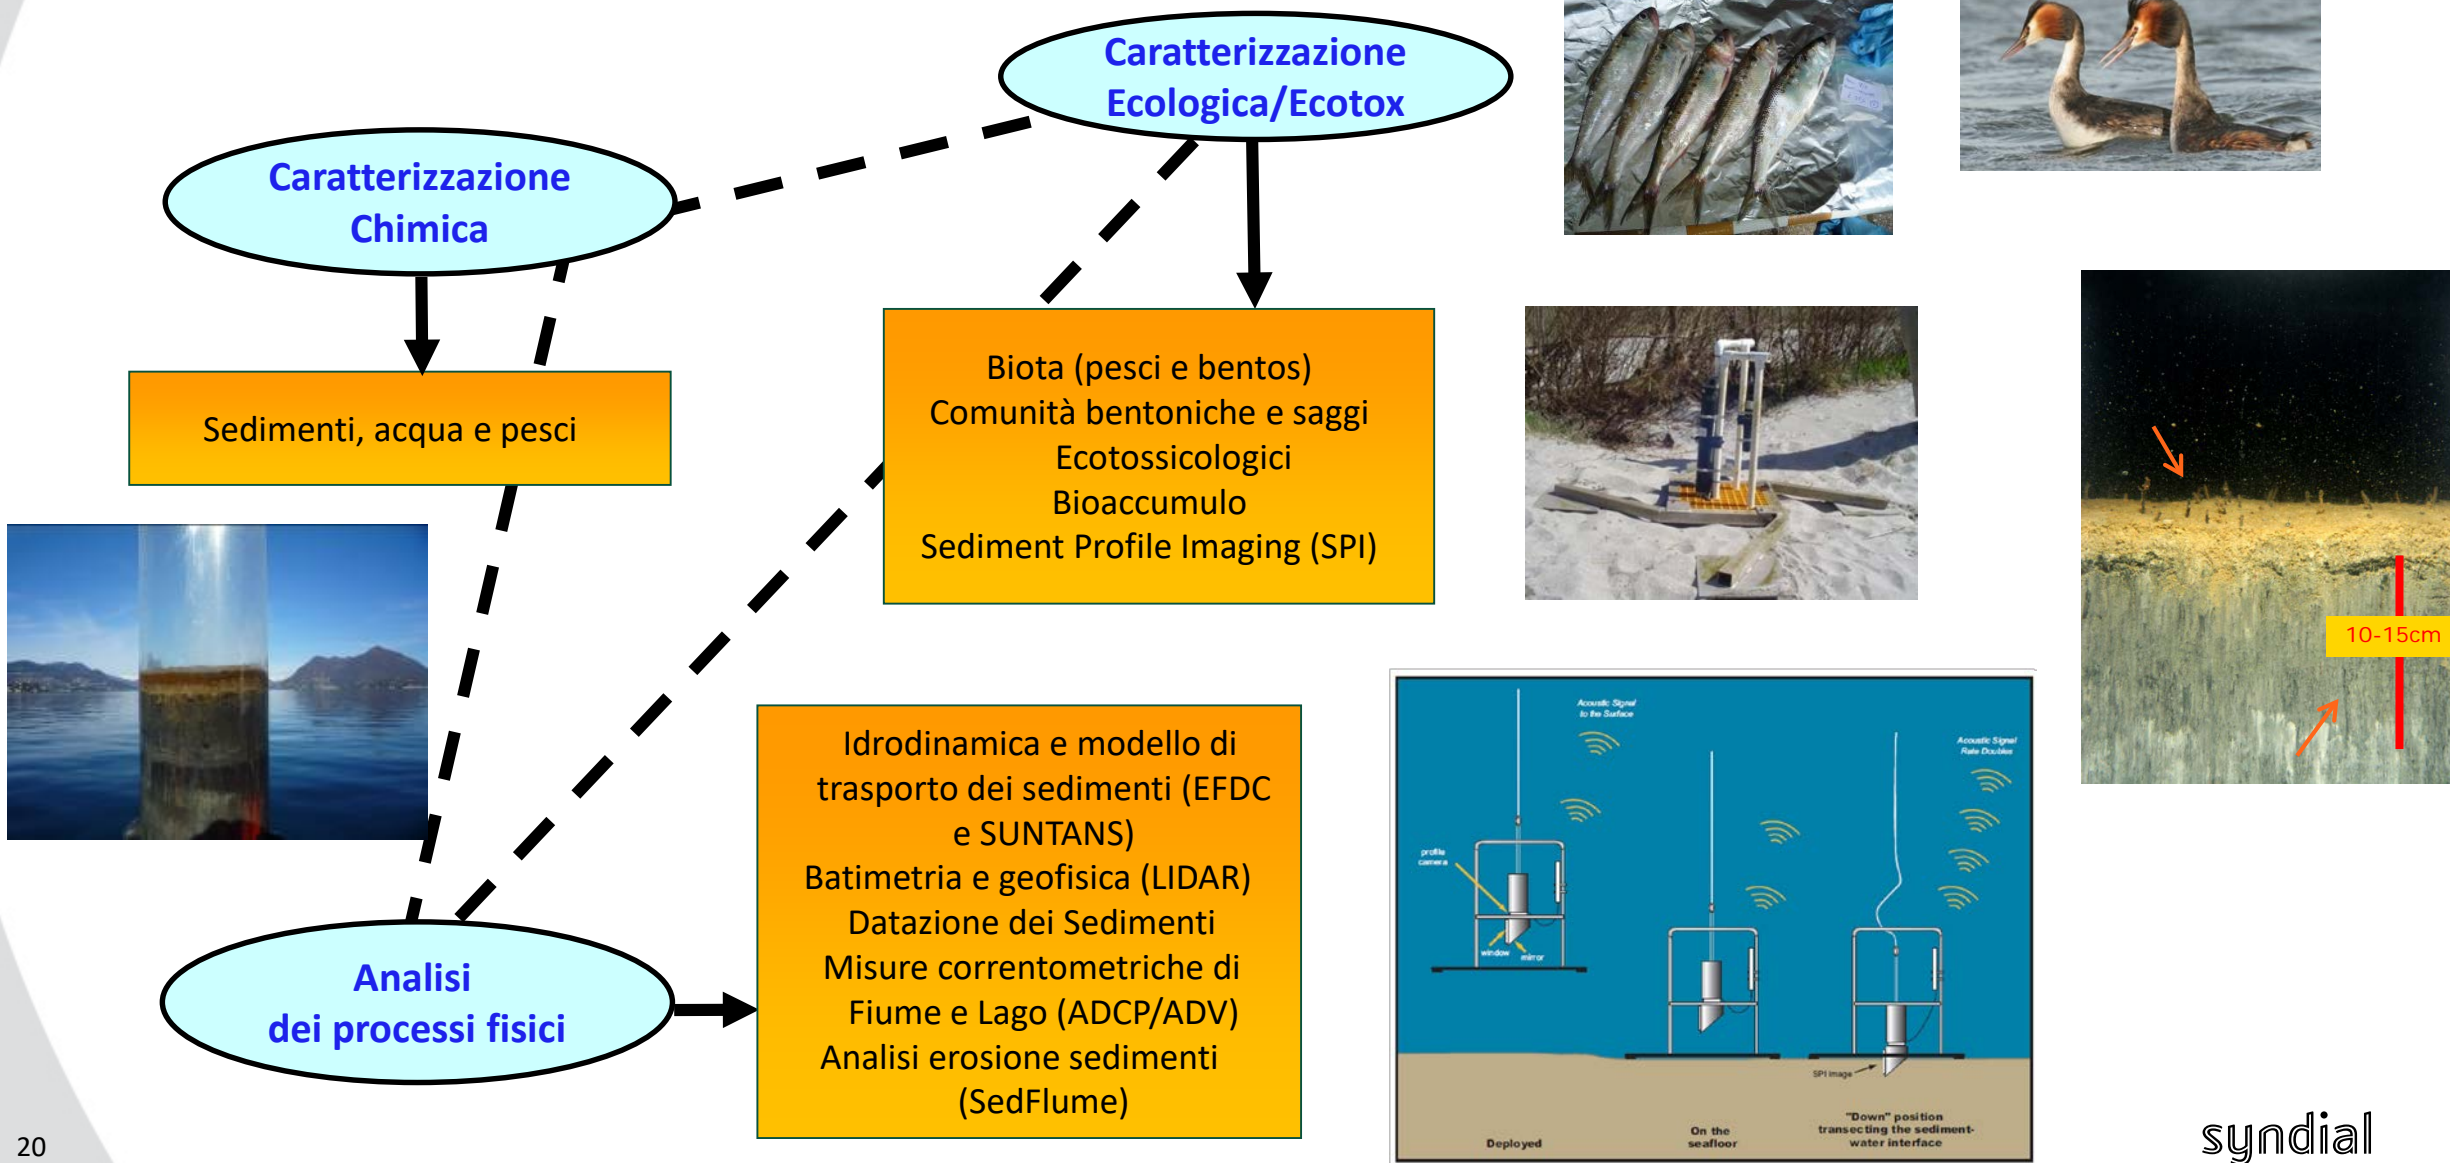 Caratterizzazione
Ecologica/Ecotox
Caratterizzazione
Chimica
Sedimenti, acqua e pesci
Biota (pesci e bentos)
Comunità bentoniche e saggi
Ecotossicologici
Bioaccumulo
Sediment Profile Imaging (SPI)
10-15cm
Idrodinamica e modello di
trasporto dei sedimenti (EFDC
e SUNTANS)
Batimetria e geofisica (LIDAR)
Datazione dei Sedimenti
Misure correntometriche di
Fiume e Lago (ADCP/ADV)
Analisi erosione sedimenti
(SedFlume)
Analisi
dei processi fisici
Acoustic Signal
to the Surface
Acoustic Signal
Rate Doubles
profile
camera
window
mirror
SPI image
Deployed
On the
seafloor
"Down" position
transecting the sediment-
water interface
20
syndial